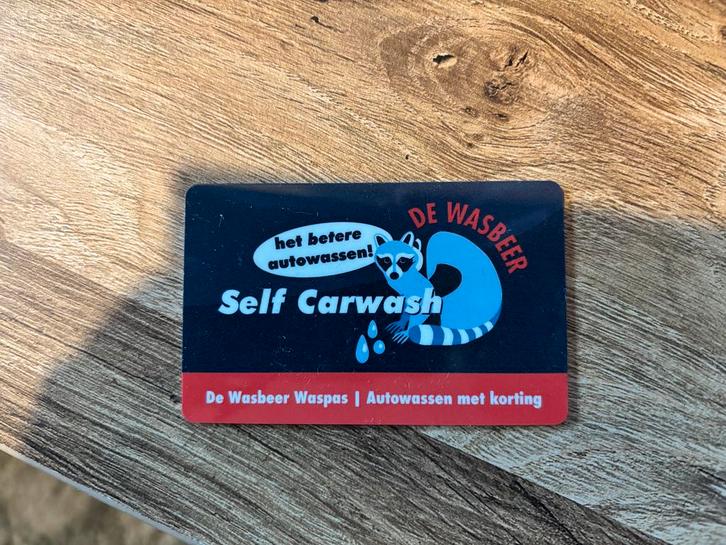 DE WASBEER
het betere
autowassen!
Self Carwash
De Wasbeer Waspas | Autowassen met korting